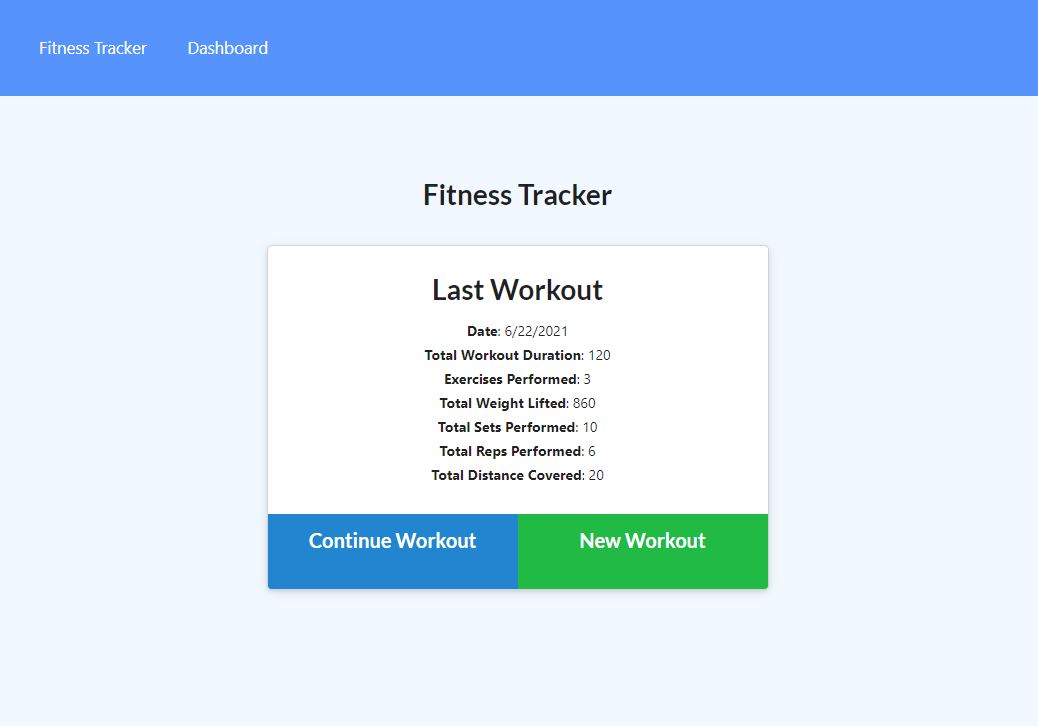 Fitness Tracker Dashboard
Fitness Tracker
Last Workout
Date: 6/22/2021
Total Workout Duration: 120
Exercises Performed: 3
Total Weight Lifted: 860
Total Sets Performed: 10
Total Reps Performed: 6
Total Distance Covered: 20
Continue Workout New Workout